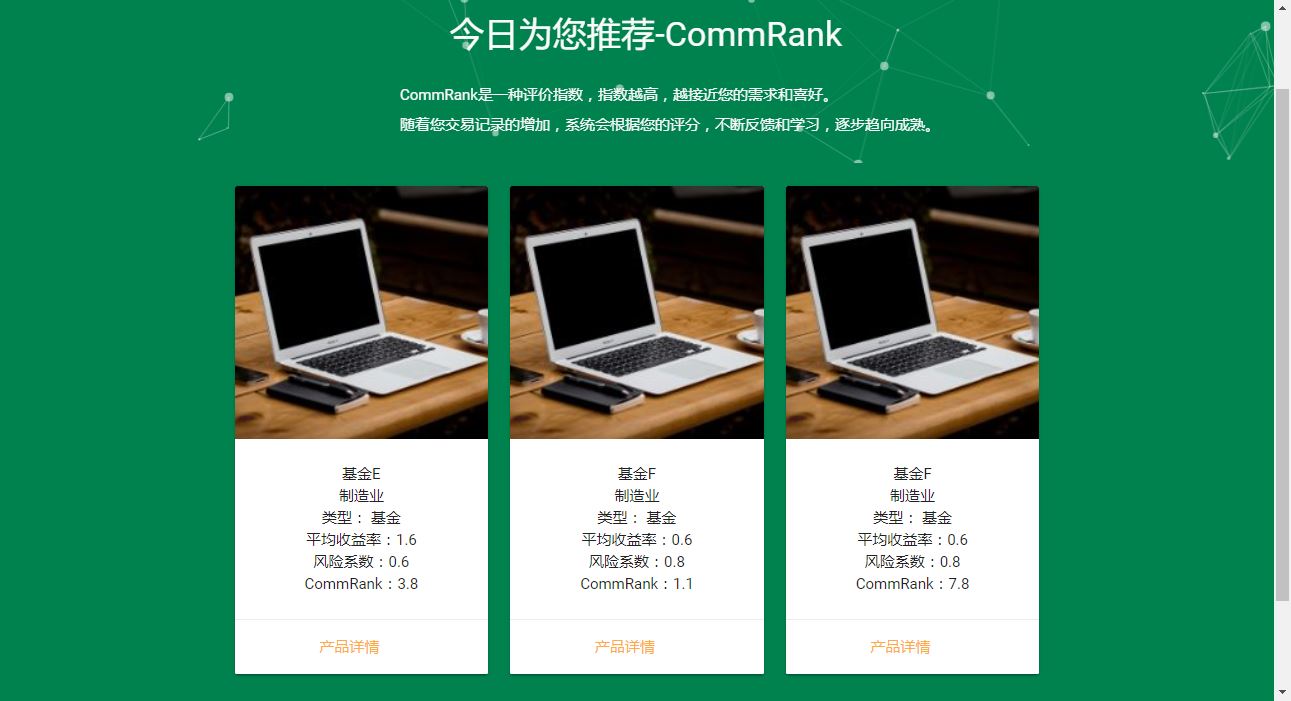 今日为您推荐-CommRank
CommRank是一种评价指数，指数越高，越接近您的需求和喜好。
随着您交易记录的增加，系统会根据您的评分，不断反馈和学习，逐步趋向成熟。
基金E
制造业
类型： 基金
平均收益率：1.6
风险系数：0.6
CommRank：3.8
产品详情
基金F
制造业
类型： 基金
平均收益率：0.6
风险系数：0.8
CommRank：1.1
产品详情
基金F
制造业
类型： 基金
平均收益率：0.6
风险系数：0.8
CommRank：7.8
产品详情